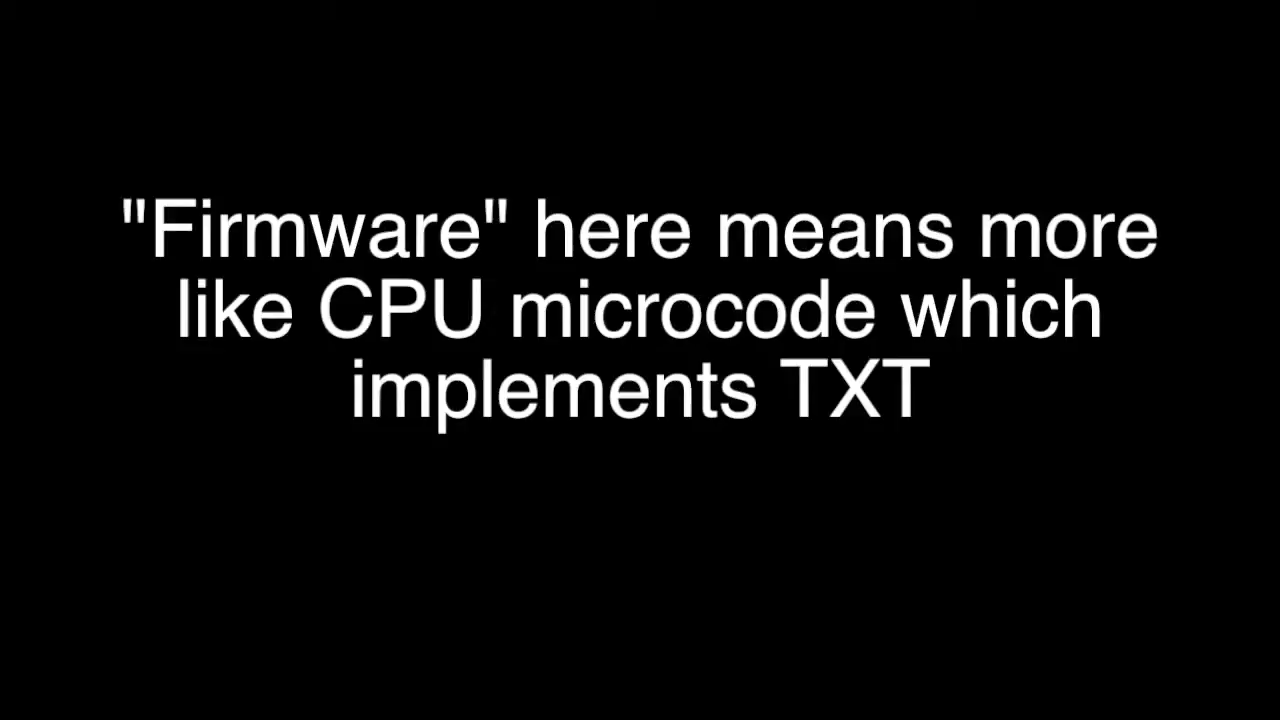 "Firmware" here means more
like CPU microcode which
implements TXT